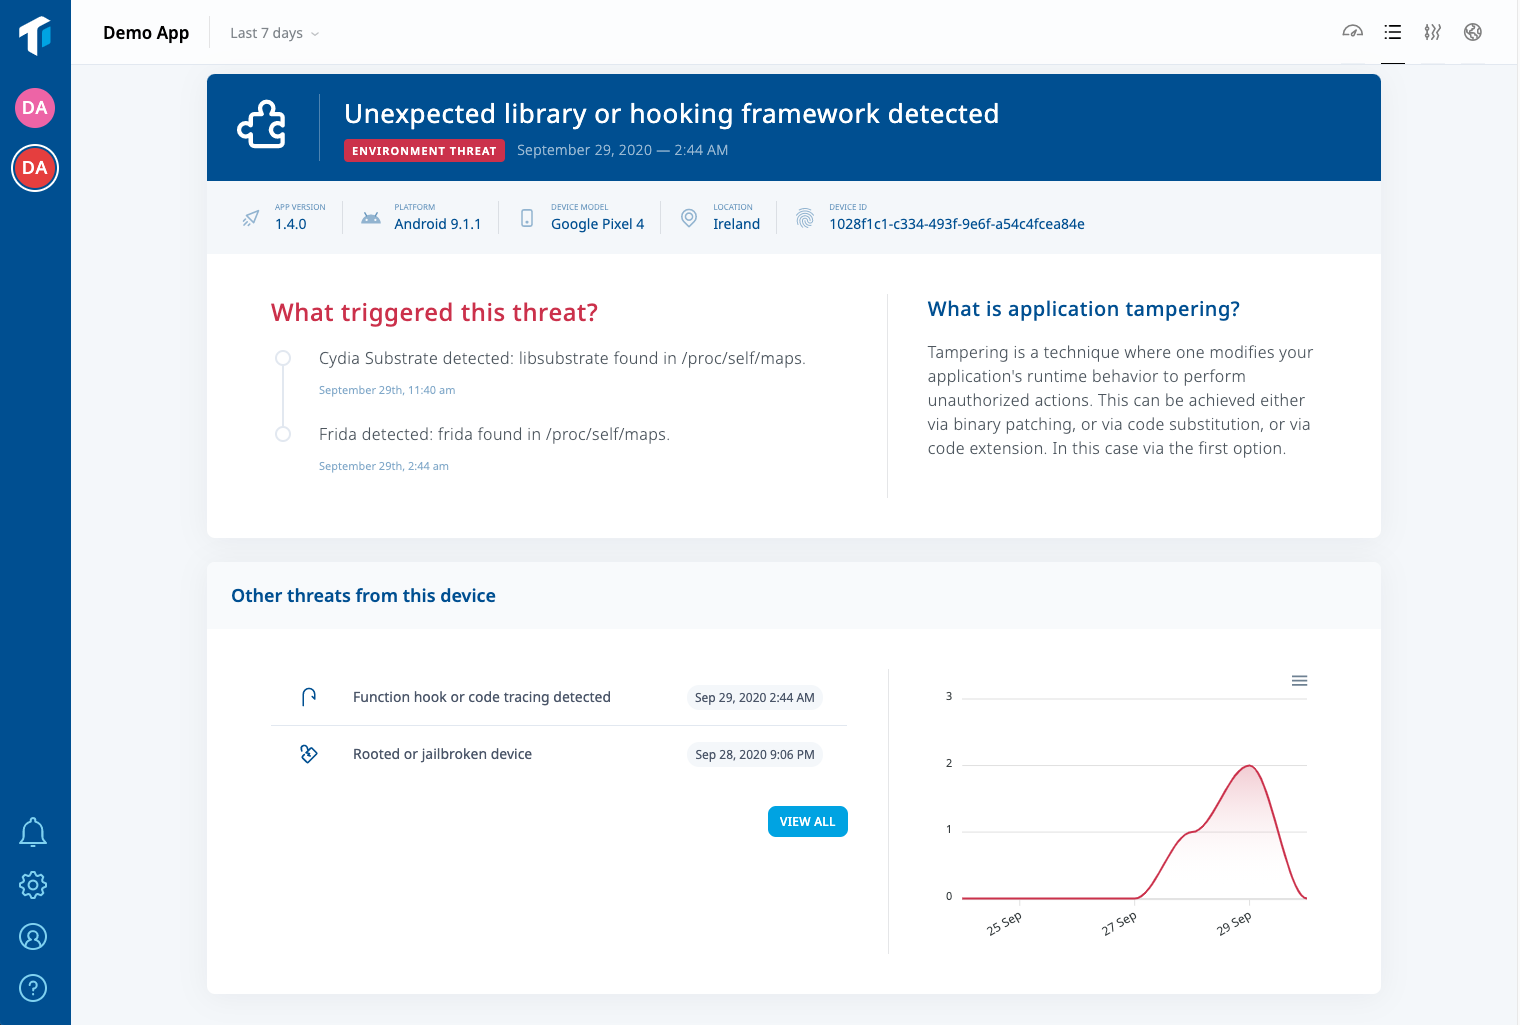 Demo App
Last 7 days
DA
DA
Unexpected library or hooking framework detected
ENVIRONMENT THREAT
September 29, 2020 — 2:44 AM
APP VERSION
1.4.0
PLATFORM
Android 9.1.1
DEVICE MODEL
Google Pixel 4
LOCATION
Ireland
DEVICE ID
1028f1c1-c334-493f-9e6f-a54c4fcea84e
What triggered this threat?
Cydia Substrate detected: libsubstrate found in /proc/self/maps.
September 29th, 11:40 am
Frida detected: frida found in /proc/self/maps.
September 29th, 2:44 am
What is application tampering?
Tampering is a technique where one modifies your
application's runtime behavior to perform
unauthorized actions. This can be achieved either
via binary patching, or via code substitution, or via
code extension. In this case via the first option.
Other threats from this device
Function hook or code tracing detected
Sep 29, 2020 2:44 AM
Rooted or jailbroken device
Sep 28, 2020 9:06 PM
VIEW ALL
3
2
1
0
25 Sep
27 Sep
29 Sep